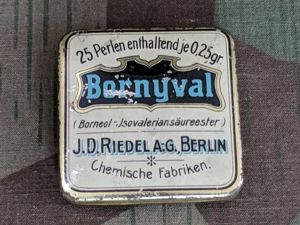 25 Perlen enthaltend je 0,25 gr.
Bornyval
(Borneol-Isovaleriansäureester)
J.D. RIEDEL A:G., BERLIN
*
Chemische Fabriken.